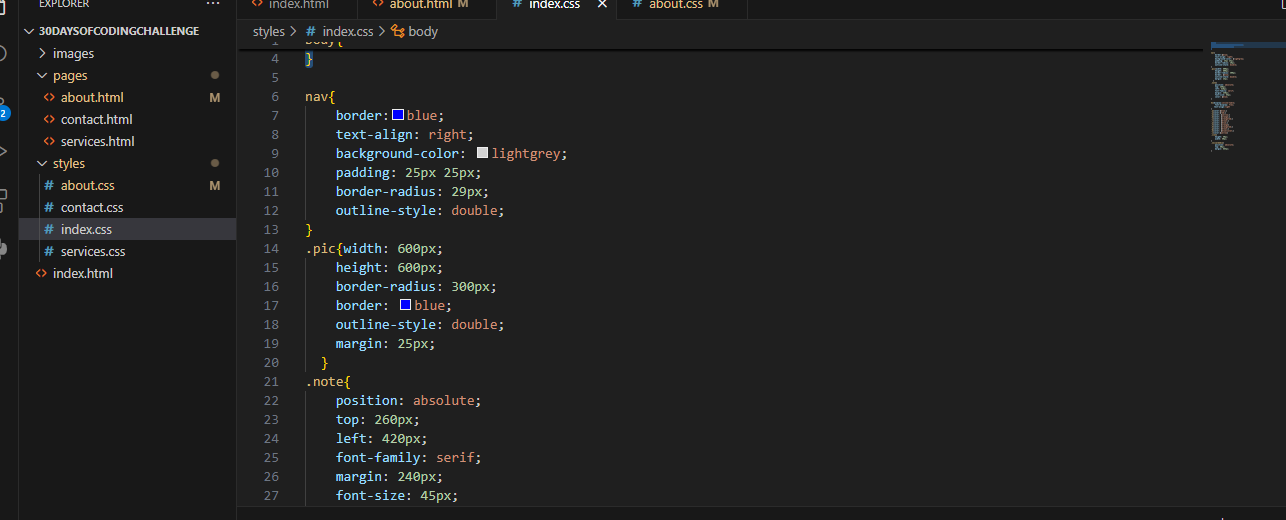 EXPLORER ...
index.html about.html M index.css about.css M
30DAYSOFCODINGCHALLENGE
images
pages
about.html M
contact.html
services.html
styles
about.css M
contact.css
index.css
services.css
index.html
2
styles > index.css > body
body{
4 }
5
6 nav{
7 border:blue;
8 text-align: right;
9 background-color: lightgrey;
10 padding: 25px 25px;
11 border-radius: 29px;
12 outline-style: double;
13 }
14 .pic{width: 600px;
15 height: 600px;
16 border-radius: 300px;
17 border: blue;
18 outline-style: double;
19 margin: 25px;
20 }
21 .note{
22 position: absolute;
23 top: 260px;
24 left: 420px;
25 font-family: serif;
26 margin: 240px;
27 font-size: 45px;